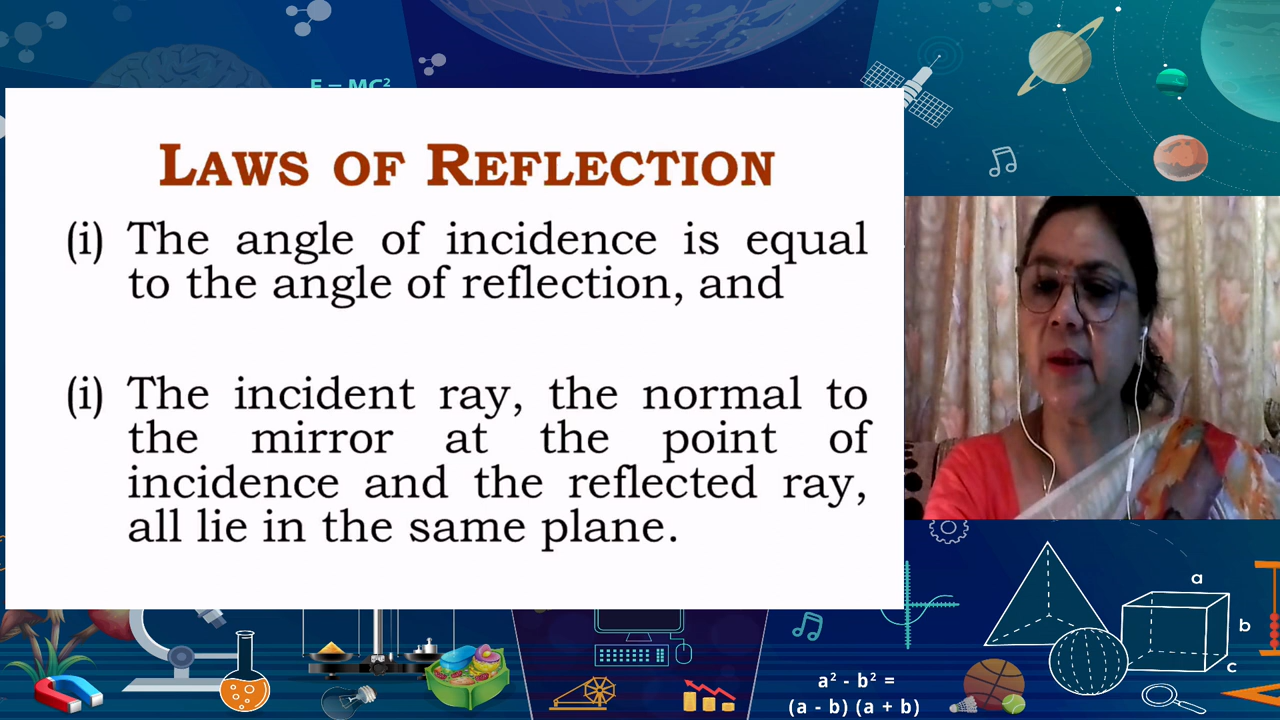 E = MC²
LAWS OF REFLECTION
(i) The angle of incidence is equal
to the angle of reflection, and
(i) The incident ray, the normal to
the mirror at the point of
incidence and the reflected ray,
all lie in the same plane.
a
b
c
a² - b² =
(a - b) (a + b)